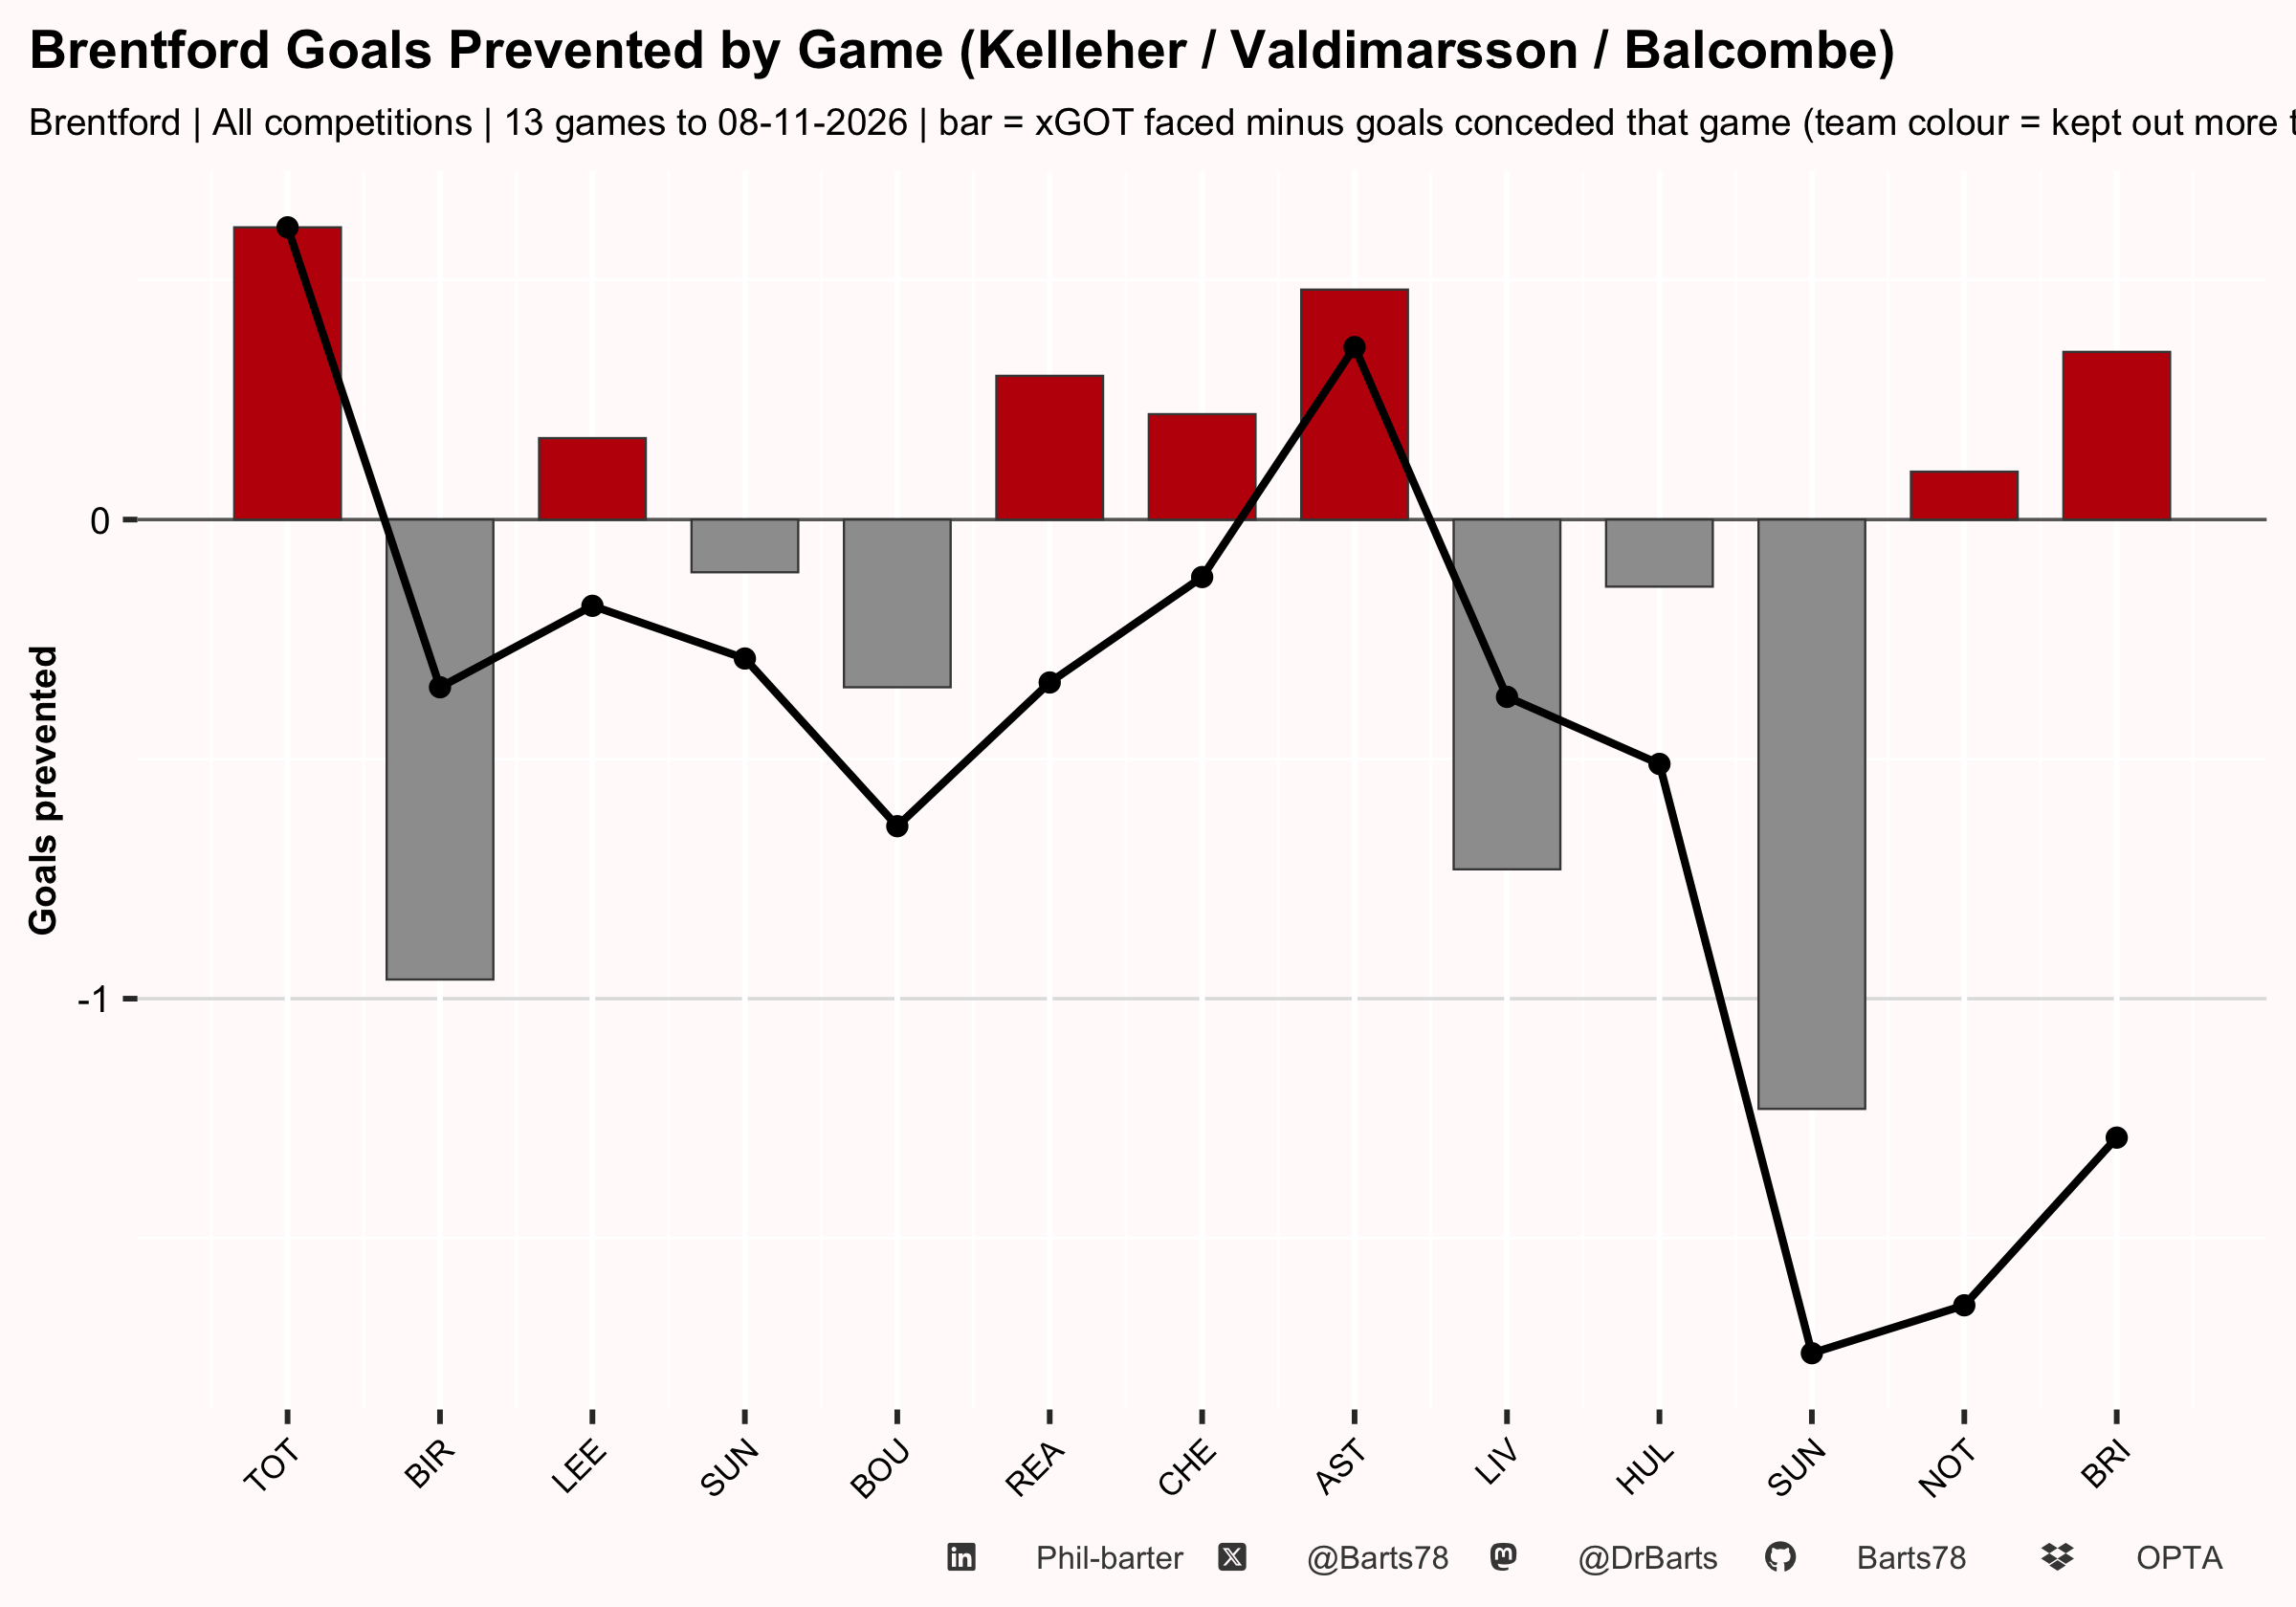 Brentford Goals Prevented by Game (Kelleher / Valdimarsson / Balcombe)
Brentford | All competitions | 13 games to 08-11-2026 | bar = xGOT faced minus goals conceded that game (team colour = kept out more t
0
-1
Goals prevented
TOT
BIR
LEE
SUN
BOU
REA
CHE
AST
LIV
HUL
SUN
NOT
BRI
Phil-barter @Barts78 @DrBarts Barts78 OPTA